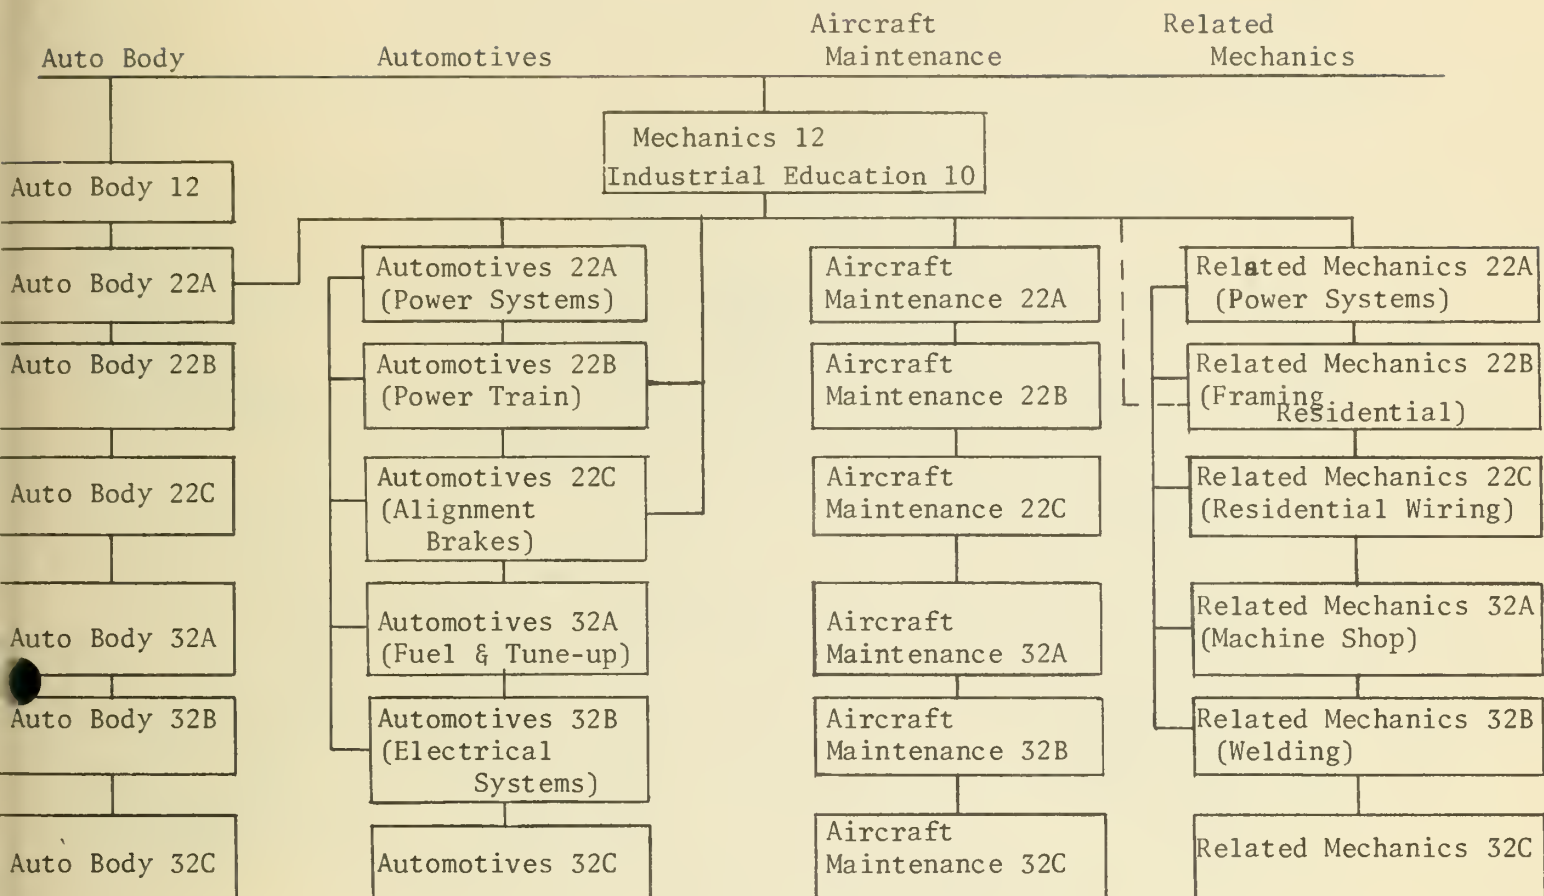 Auto Body
Automotives
Aircraft
Maintenance
Related
Mechanics
Mechanics 12
Industrial Education 10
Auto Body 12
Auto Body 22A
Auto Body 22B
Auto Body 22C
Auto Body 32A
Auto Body 32B
Auto Body 32C
Automotives 22A
(Power Systems)
Automotives 22B
(Power Train)
Automotives 22C
(Alignment
Brakes)
Automotives 32A
(Fuel & Tune-up)
Automotives 32B
(Electrical
Systems)
Automotives 32C
Aircraft
Maintenance 22A
Aircraft
Maintenance 22B
Aircraft
Maintenance 22C
Aircraft
Maintenance 32A
Aircraft
Maintenance 32B
Aircraft
Maintenance 32C
Related Mechanics 22A
(Power Systems)
Related Mechanics 22B
(Framing
Residential)
Related Mechanics 22C
(Residential Wiring)
Related Mechanics 32A
(Machine Shop)
Related Mechanics 32B
(Welding)
Related Mechanics 32C